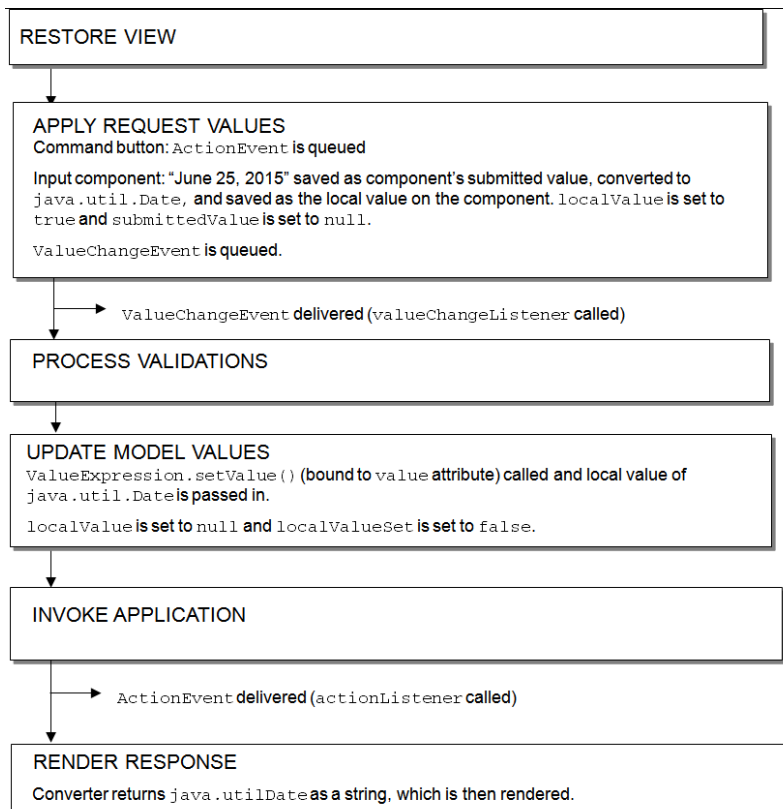 RESTORE VIEW
APPLY REQUEST VALUES
Command button: ActionEvent is queued
Input component: “June 25, 2015” saved as component’s submitted value, converted to
java.util.Date, and saved as the local value on the component. localValue is set to
true and submittedValue is set to null.
ValueChangeEvent is queued.
ValueChangeEvent delivered (valueChangeListener called)
PROCESS VALIDATIONS
UPDATE MODEL VALUES
ValueExpression.setValue() (bound to value attribute) called and local value of
java.util.Date is passed in.
localValue is set to null and localValueSet is set to false.
INVOKE APPLICATION
ActionEvent delivered (actionListener called)
RENDER RESPONSE
Converter returns java.utilDate as a string, which is then rendered.